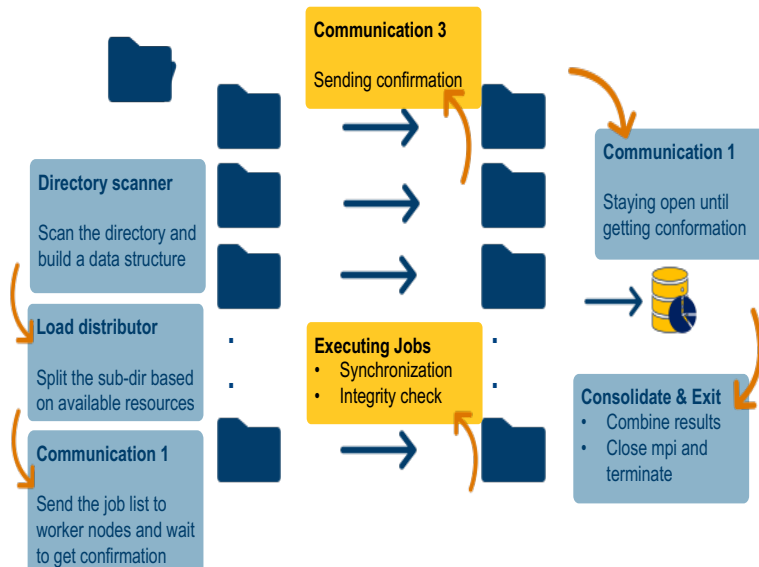 Communication 3
Sending confirmation
Directory scanner
Scan the directory and
build a data structure
Load distributor
Split the sub-dir based
on available resources
Communication 1
Send the job list to
worker nodes and wait
to get confirmation
Executing Jobs
• Synchronization
• Integrity check
Communication 1
Staying open until
getting conformation
Consolidate & Exit
• Combine results
• Close mpi and
terminate